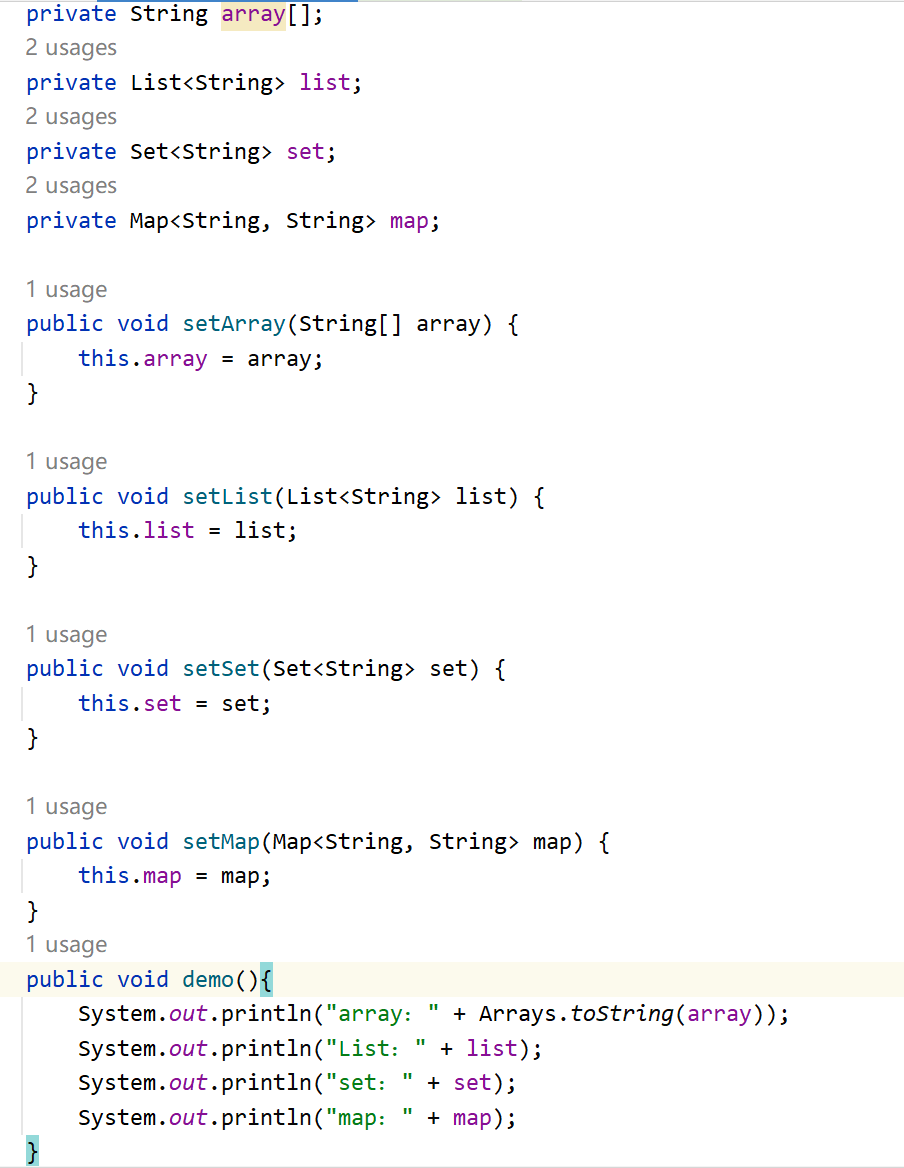 private String array[];
2 usages
private List<String> list;
2 usages
private Set<String> set;
2 usages
private Map<String, String> map;
1 usage
public void setArray(String[] array) {
this.array = array;
}
1 usage
public void setList(List<String> list) {
this.list = list;
}
1 usage
public void setSet(Set<String> set) {
this.set = set;
}
1 usage
public void setMap(Map<String, String> map) {
this.map = map;
}
1 usage
public void demo(){
System.out.println("array：" + Arrays.toString(array));
System.out.println("List：" + list);
System.out.println("set：" + set);
System.out.println("map：" + map);
}